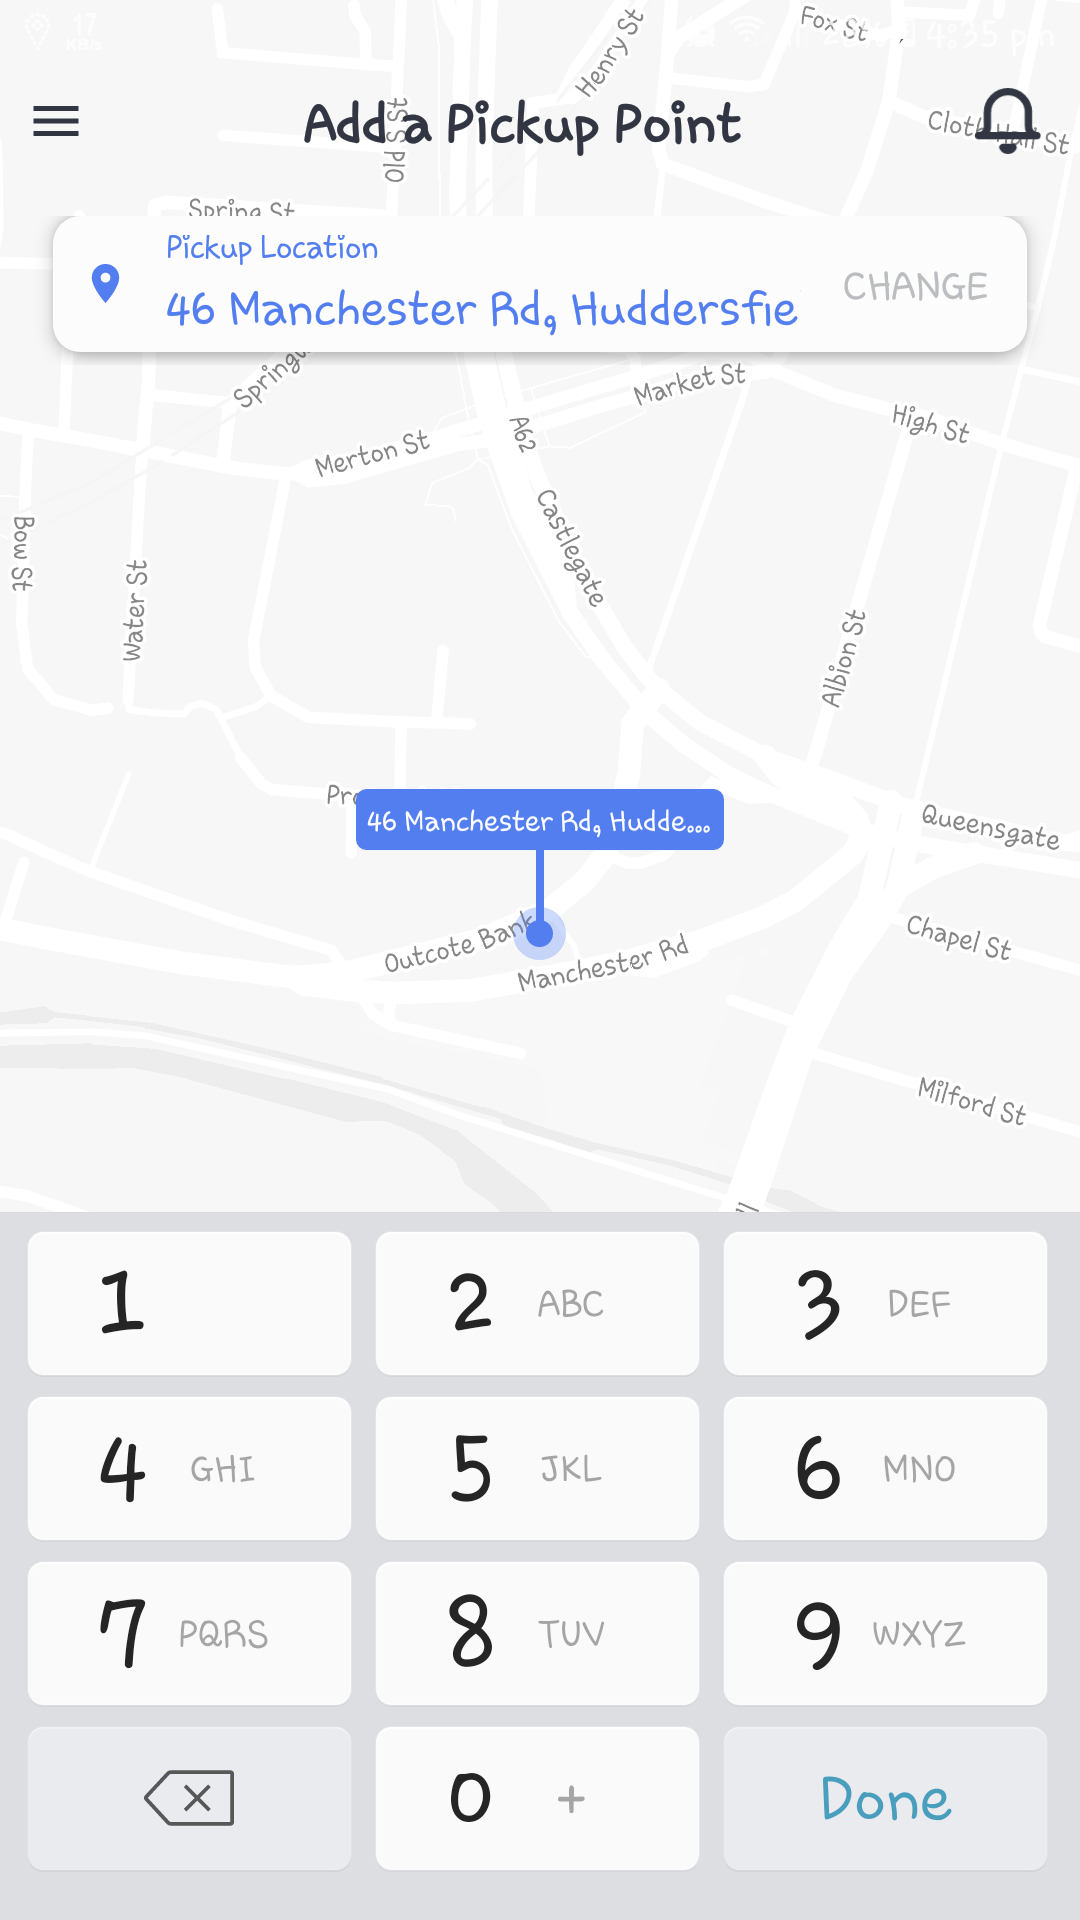 17
KB/s
4:35 pm
Fox St
Henry St
Add a Pickup Point
Old S St
Cloth Hall St
Spring St
Pickup Location
46 Manchester Rd, Huddersfie
CHANGE
Market St
High St
A62
Merton St
Castlegate
Bow St
Water St
Albion St
46 Manchester Rd, Hudde...
Queensgate
Outcote Bank
Manchester Rd
Chapel St
Milford St
1
2 ABC
3 DEF
4 GHI
5 JKL
6 MNO
7 PQRS
8 TUV
9 WXYZ
0 +
Done